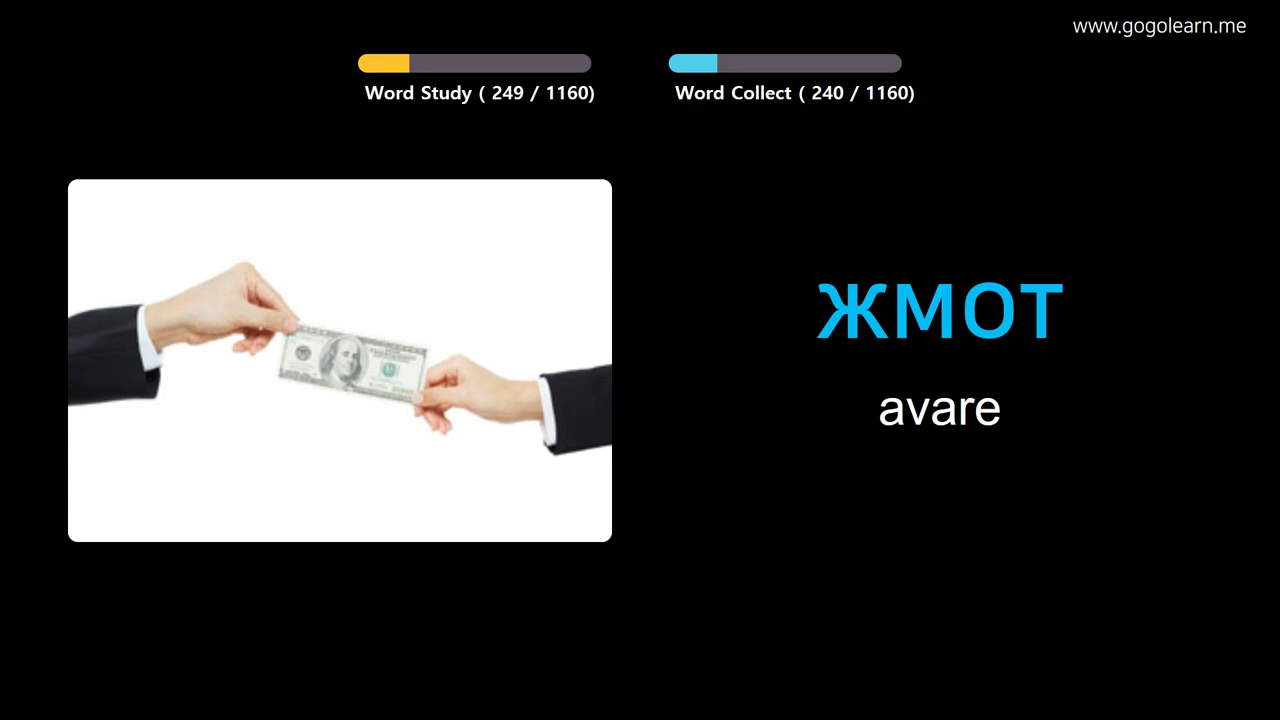 www.gogolearn.me
Word Study ( 249 / 1160)
Word Collect ( 240 / 1160)
жмот
avare